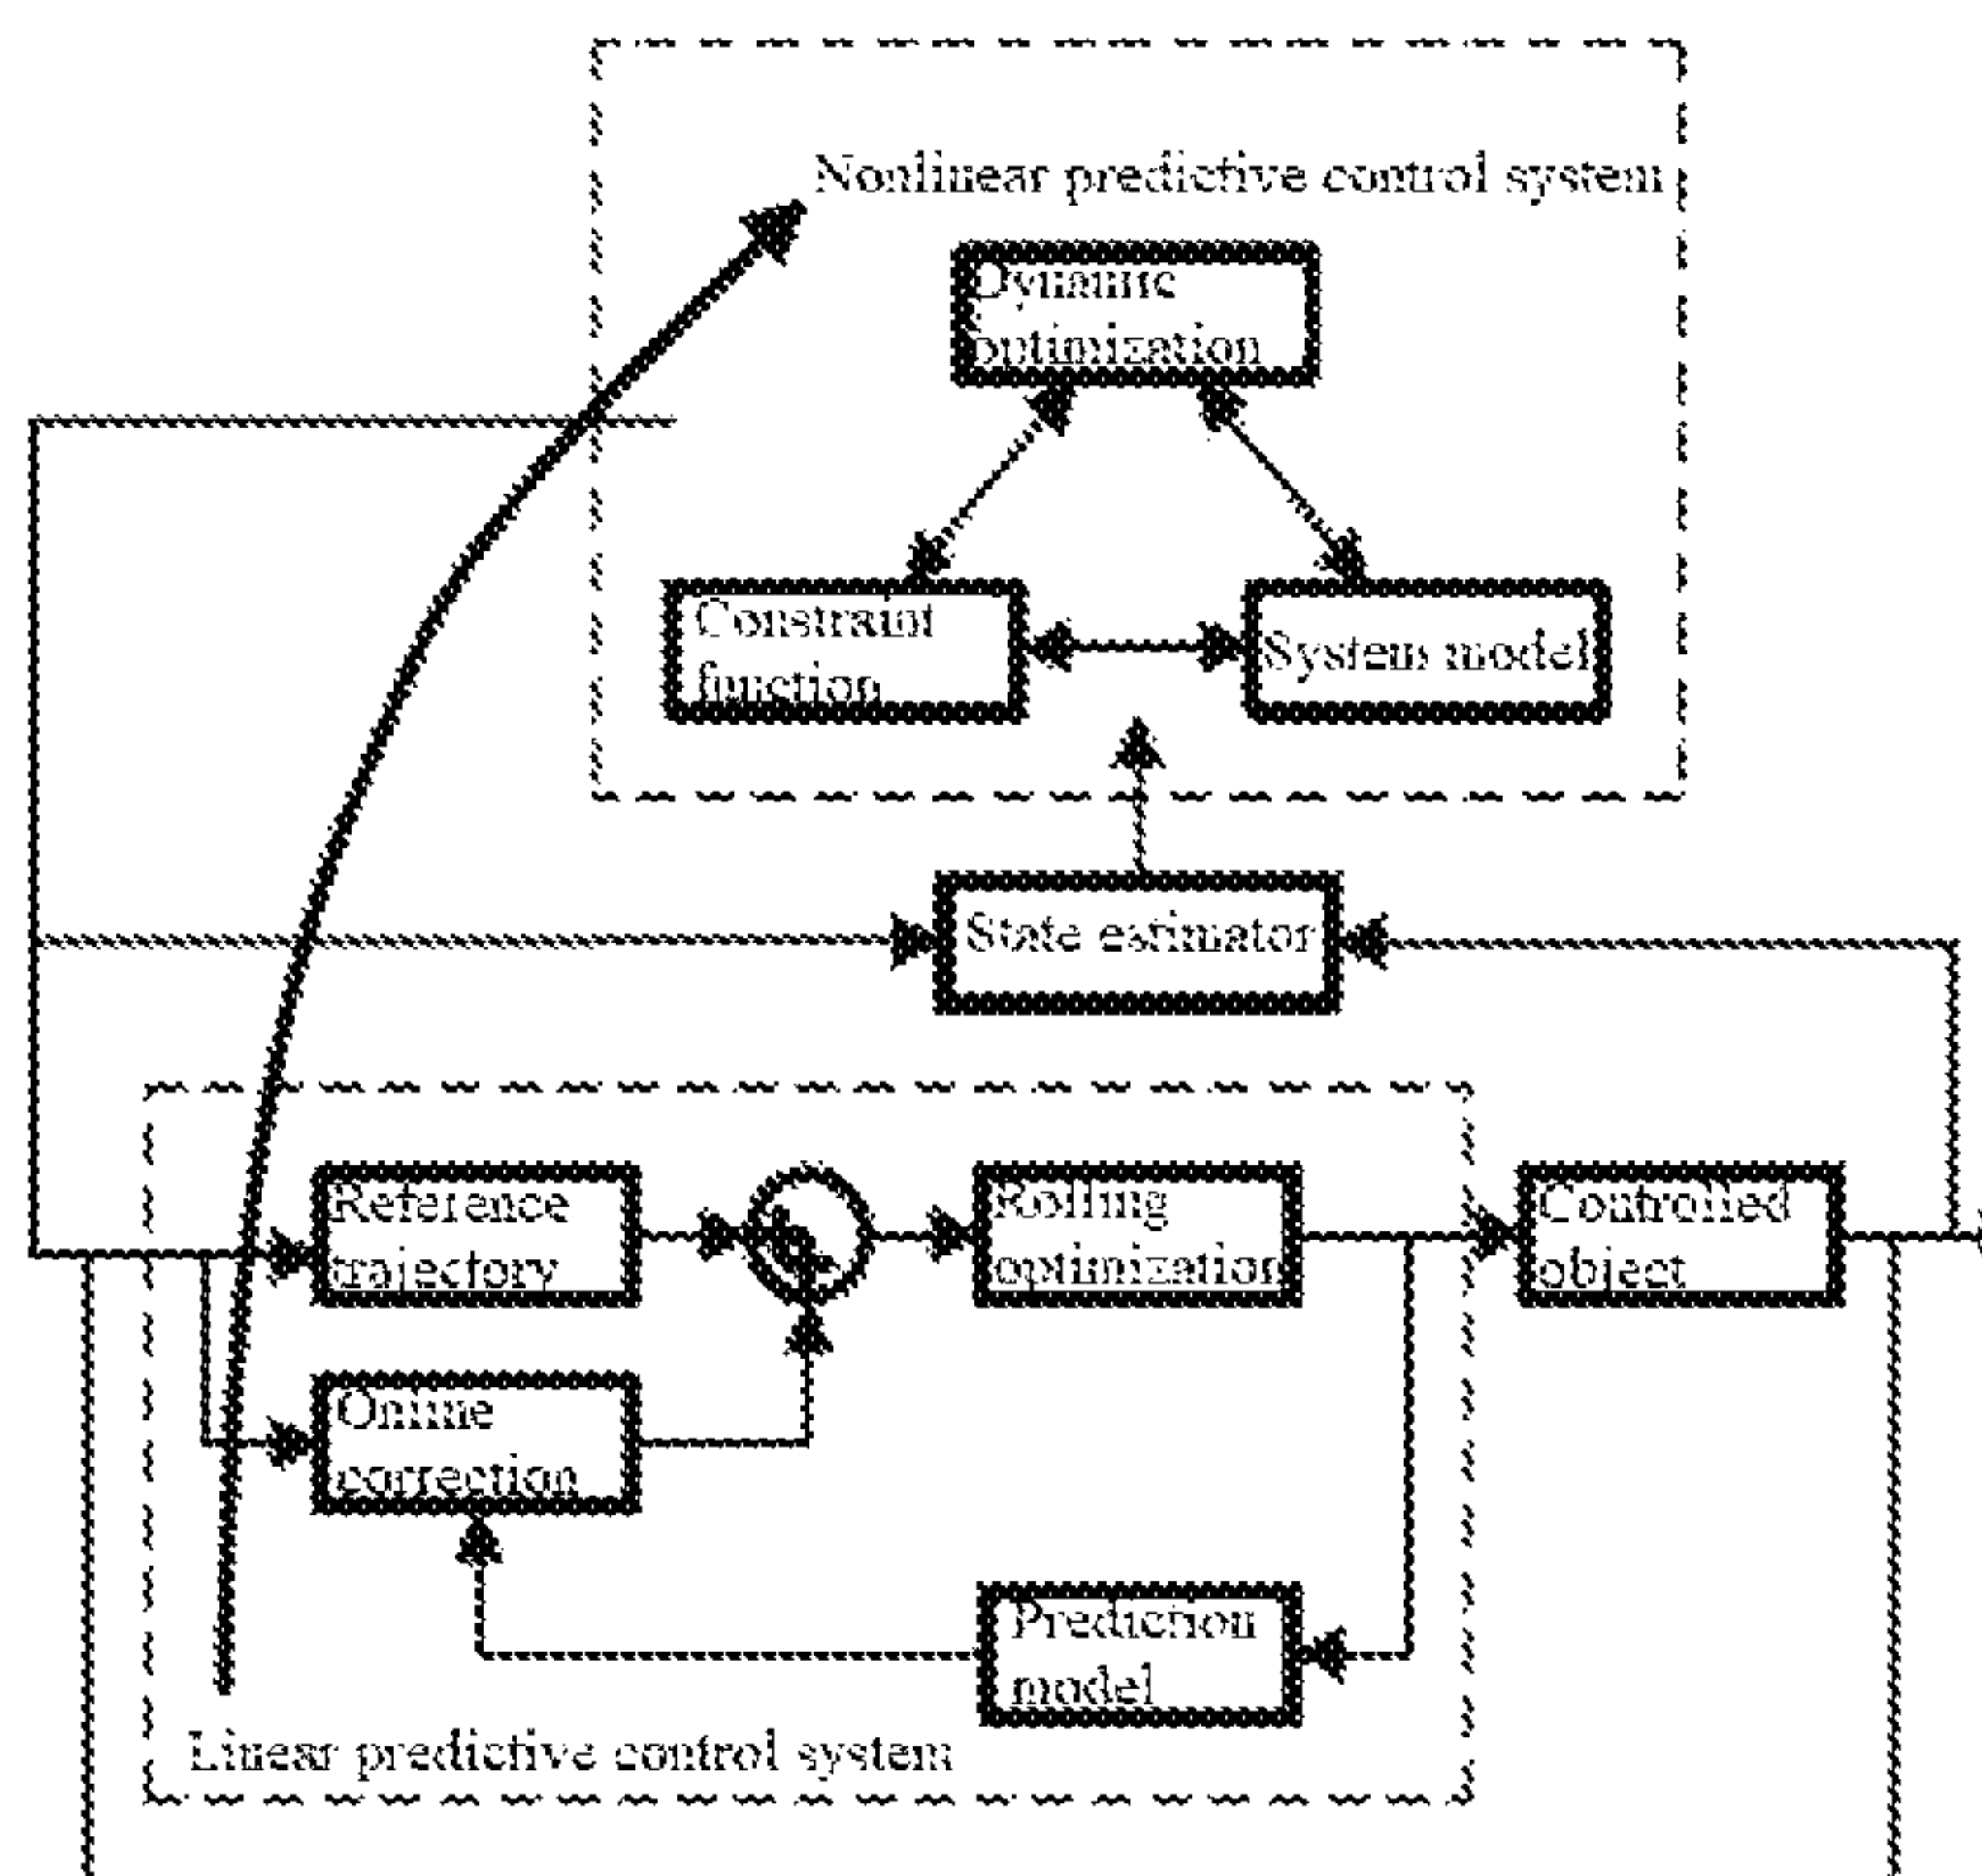 Nonlinear predictive control system
Dynamic
optimization
Constraint
function
System model
State estimator
Reference
trajectory
Rolling
optimization
Controlled
object
Online
correction
Prediction
model
Linear predictive control system